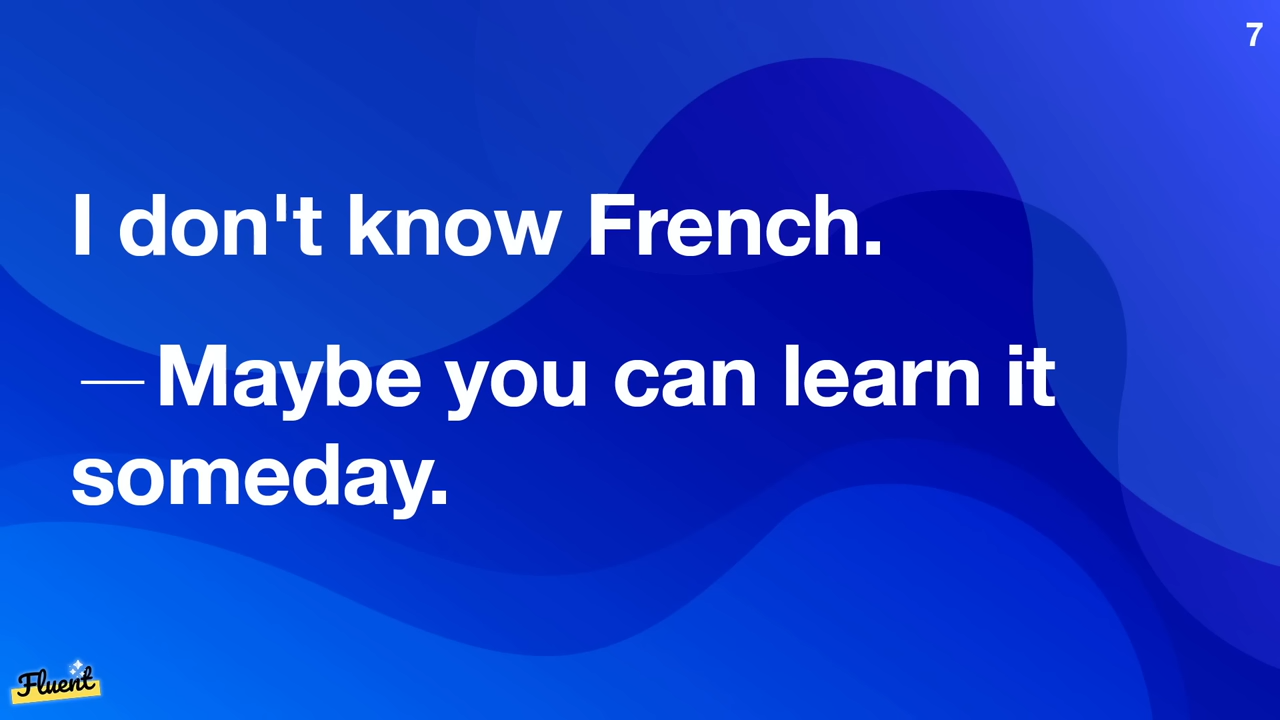 7
I don't know French.
—Maybe you can learn it
someday.
Fluent